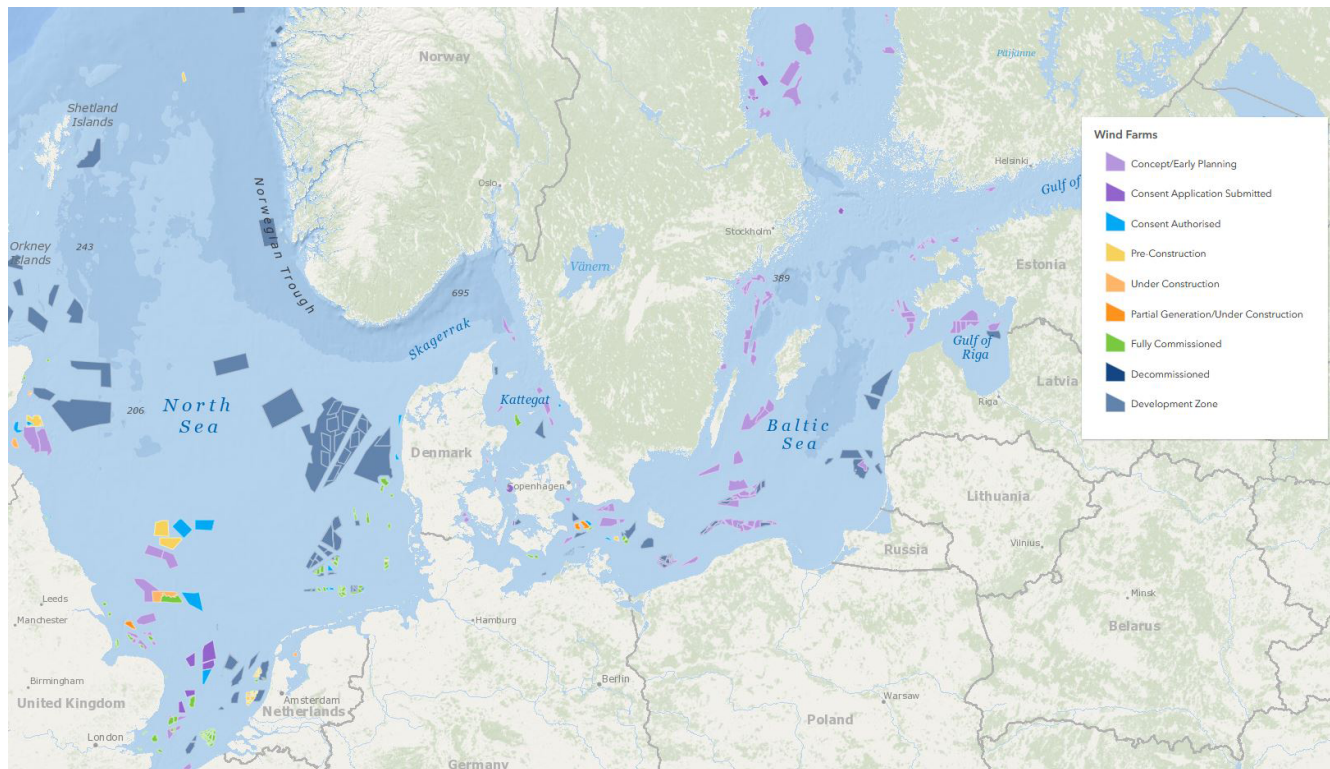 Norway
Päijänne
Shetland
Islands
Wind Farms
Concept/Early Planning
Consent Application Submitted
Consent Authorised
Pre-Construction
Under Construction
Partial Generation/Under Construction
Fully Commissioned
Decommissioned
Development Zone
Helsinki
Oslo
Norwegian Trough
Gulf of
Stockholm
Orkney
Islands
243
Vänern
389
Estonia
695
Skagerrak
Gulf of
Riga
Latvia
Riga
206
North
Sea
Kattegat
Baltic
Sea
Denmark
Copenhagen
Lithuania
Vilnius
Russia
Leeds
Manchester
Minsk
Belarus
Hamburg
Birmingham
United Kingdom
Amsterdam
Netherlands
Berlin
Warsaw
Poland
London
Germany